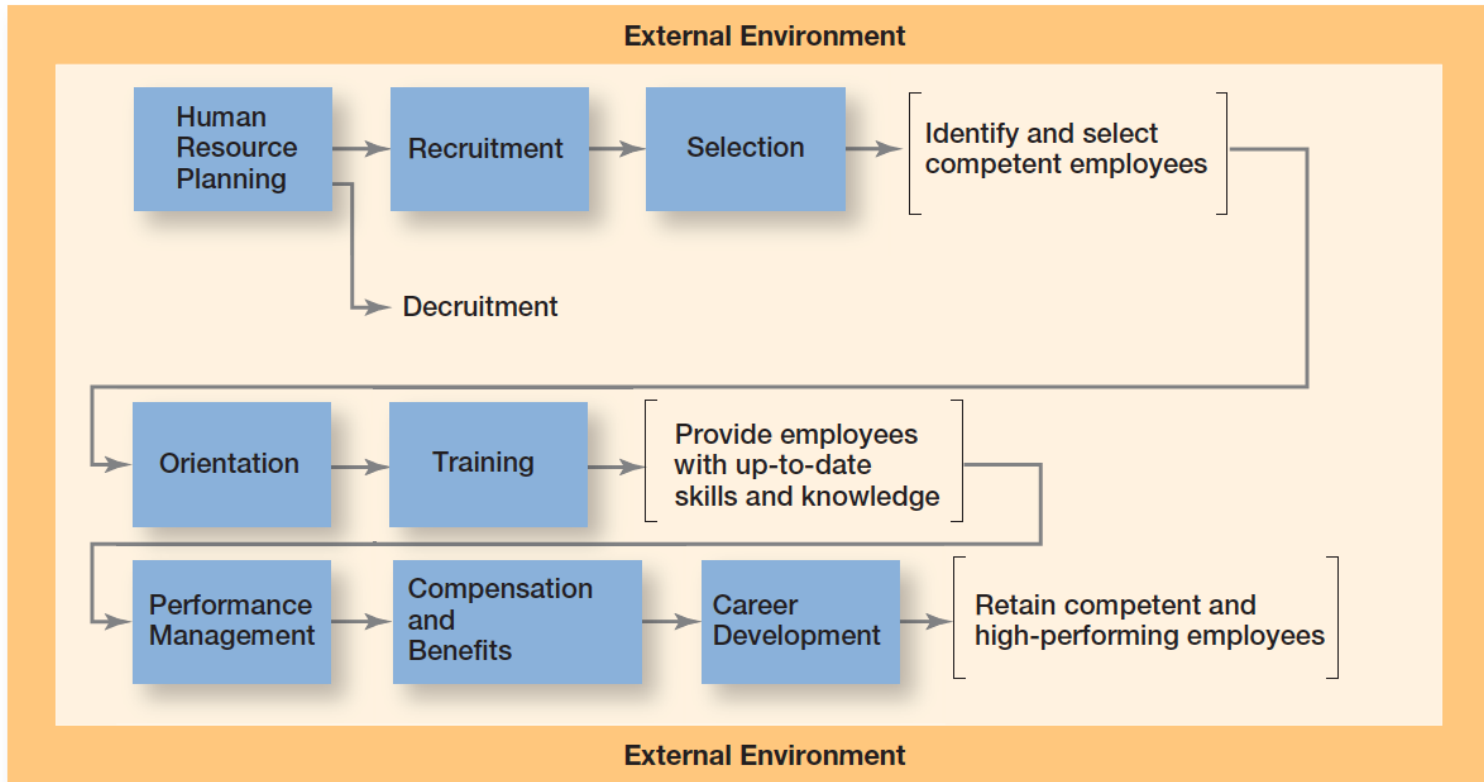 External Environment
Human
Resource
Planning
Recruitment
Selection
Identify and select
competent employees
Decruitment
Orientation
Training
Provide employees
with up-to-date
skills and knowledge
Performance
Management
Compensation
and
Benefits
Career
Development
Retain competent and
high-performing employees
External Environment